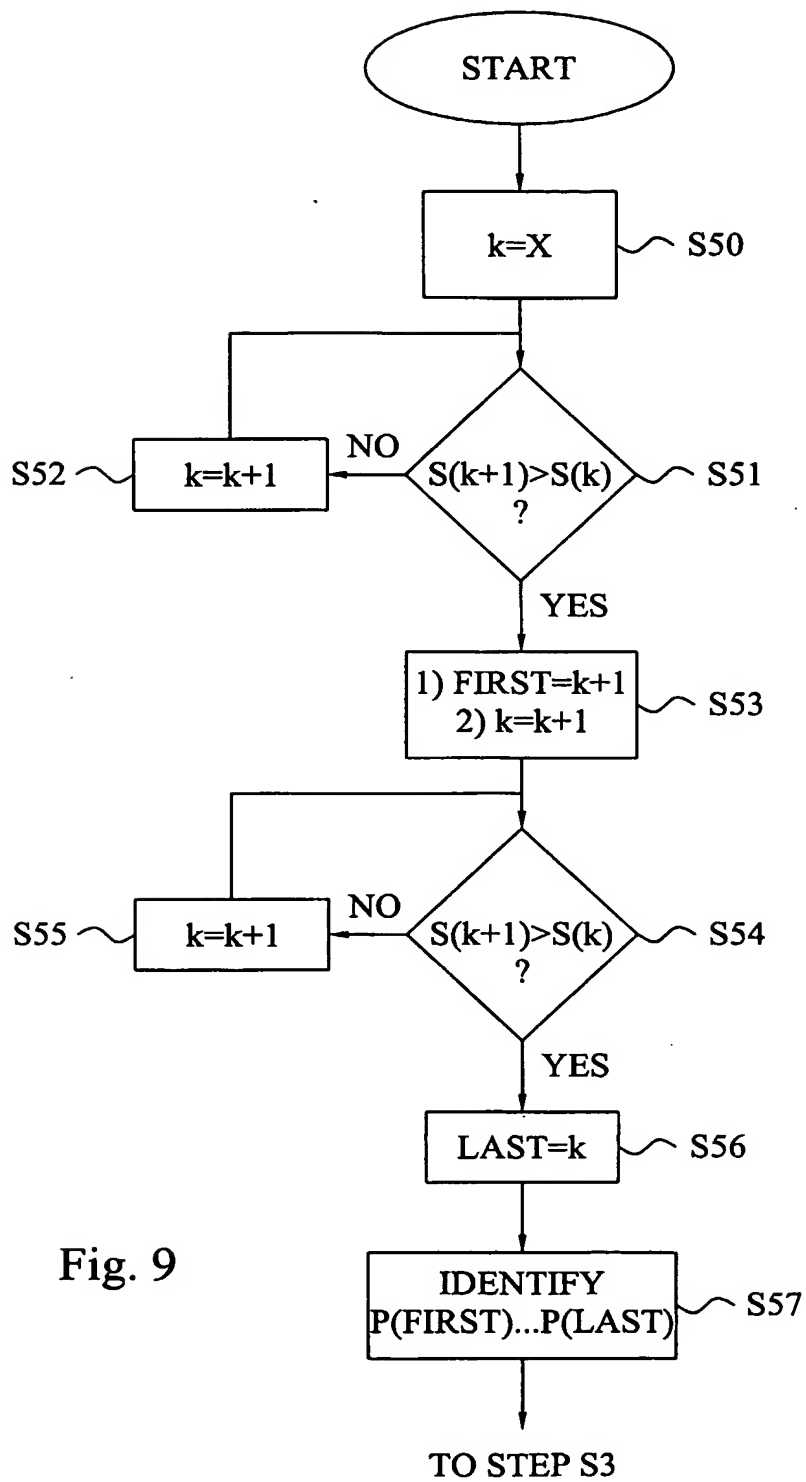 START
k=X
S50
NO
S52
k=k+1
S(k+1)>S(k)
?
S51
YES
1) FIRST=k+1
2) k=k+1
S53
NO
S55
k=k+1
S(k+1)>S(k)
?
S54
YES
LAST=k
S56
Fig. 9
IDENTIFY
P(FIRST)...P(LAST)
S57
TO STEP S3